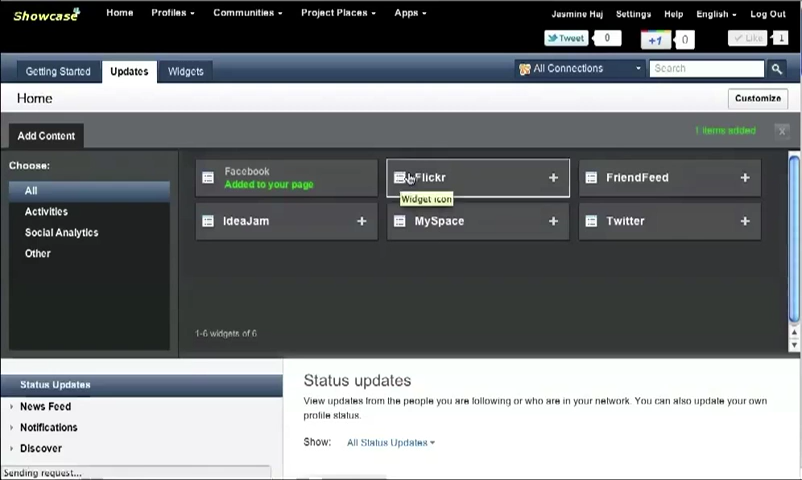 Showcase
Home Profiles Communities Project Places Apps
Jasmine Haj Settings Help English Log Out
Tweet 0 +1 0 Like 1
Getting Started Updates Widgets
All Connections Search
Home
Customize
Add Content
1 items added
Choose:
All
Activities
Social Analytics
Other
Facebook
Added to your page
Flickr +
Widget icon
FriendFeed +
IdeaJam +
MySpace +
Twitter +
1-6 widgets of 6
Status Updates
News Feed
Notifications
Discover
Sending request...
Status updates
View updates from the people you are following or who are in your network. You can also update your own
profile status.
Show: All Status Updates